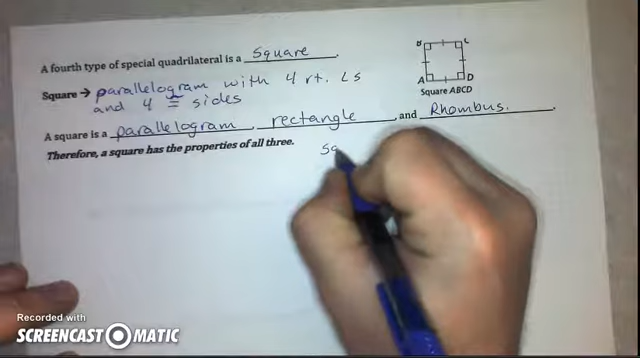 A fourth type of special quadrilateral is a square.
B C
Square → parallelogram with 4 rt. ∠s
and 4 ≅ sides
A D
Square ABCD
A square is a parallelogram, rectangle, and Rhombus.
Therefore, a square has the properties of all three.
Sq
Recorded with
SCREENCAST O MATIC